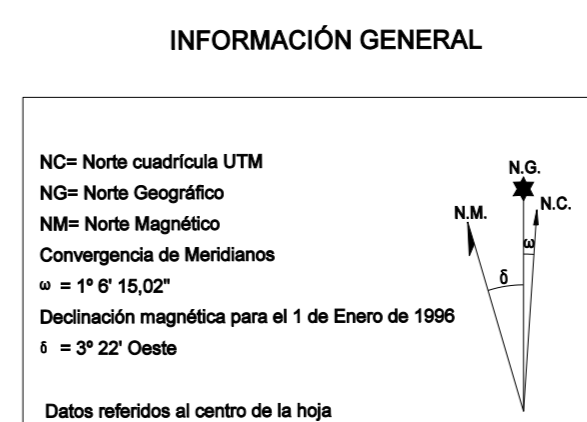 INFORMACIÓN GENERAL
NC= Norte cuadrícula UTM
NG= Norte Geográfico
NM= Norte Magnético
Convergencia de Meridianos
ω = 1º 6' 15,02"
Declinación magnética para el 1 de Enero de 1996
δ = 3º 22' Oeste
Datos referidos al centro de la hoja
N.G.
N.M.
N.C.
ω
δ